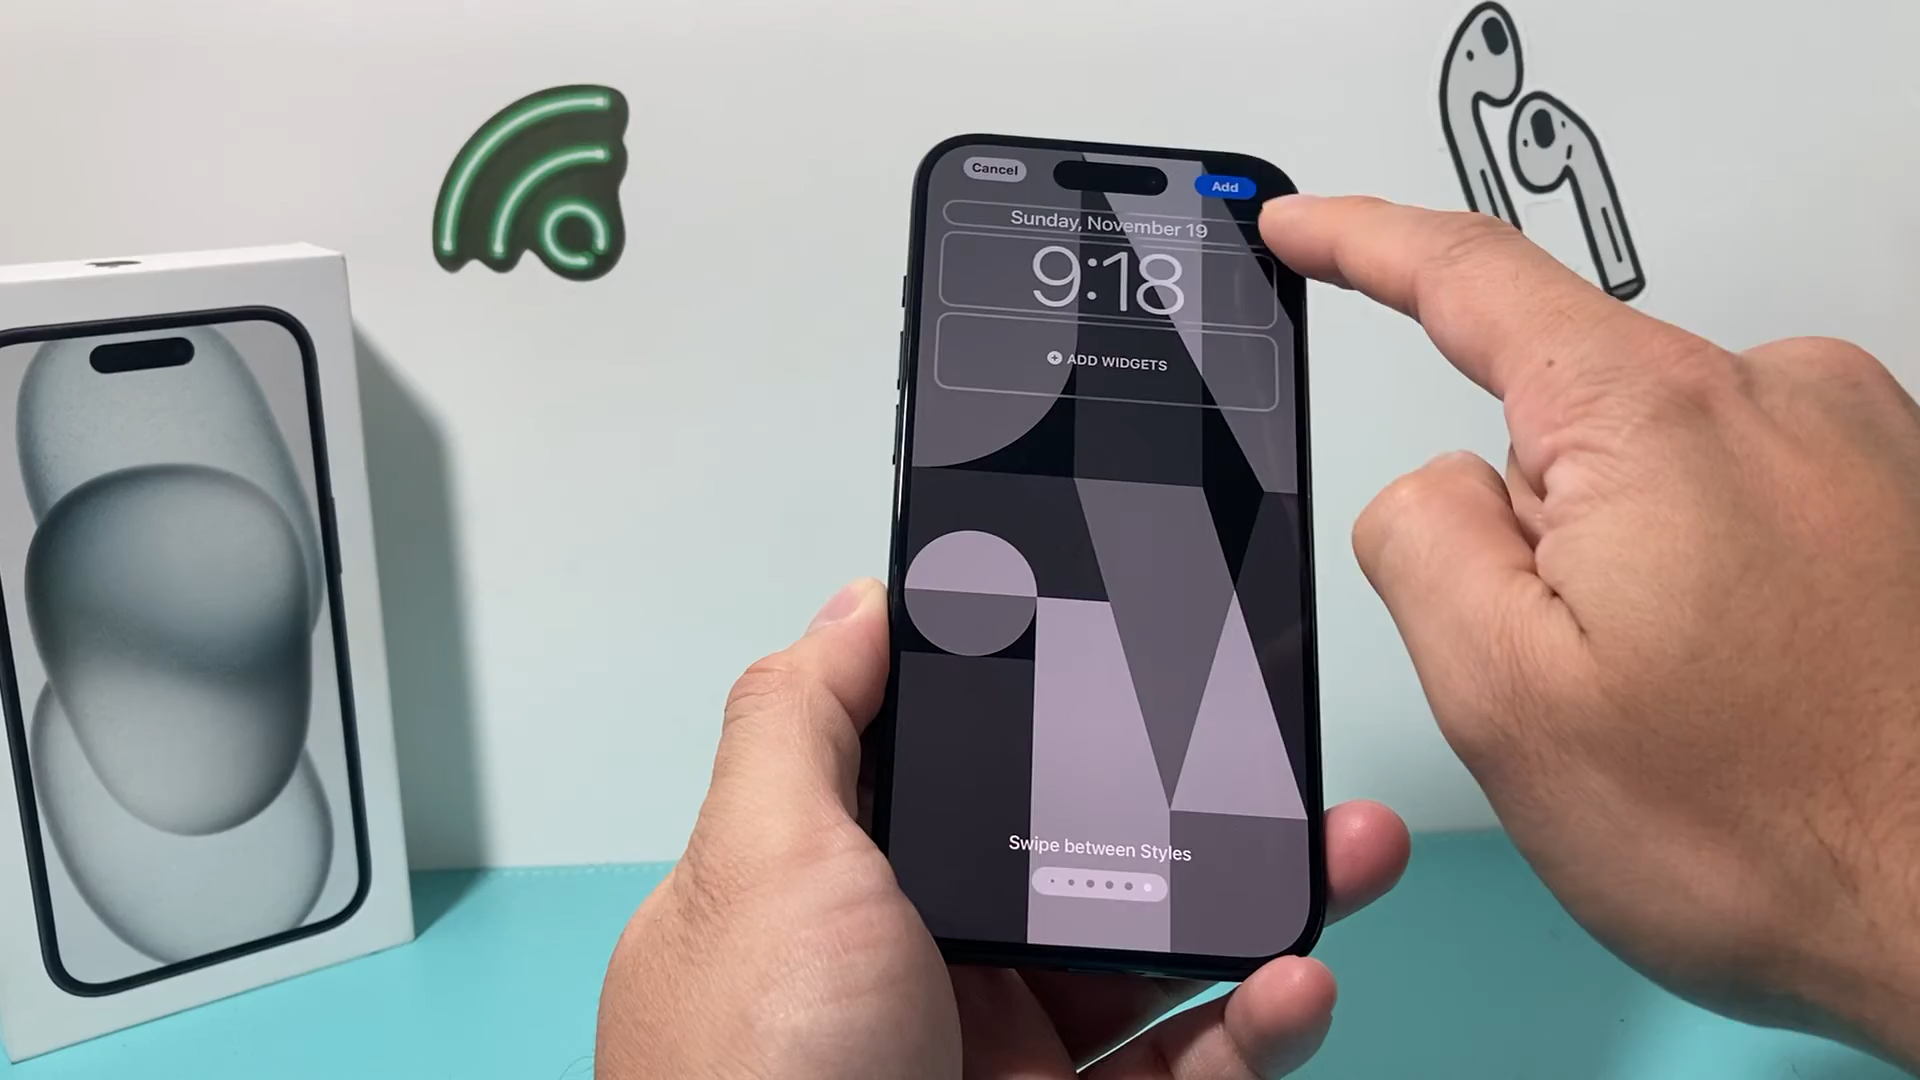 Cancel
Add
Sunday, November 19
9:18
ADD WIDGETS
Swipe between Styles